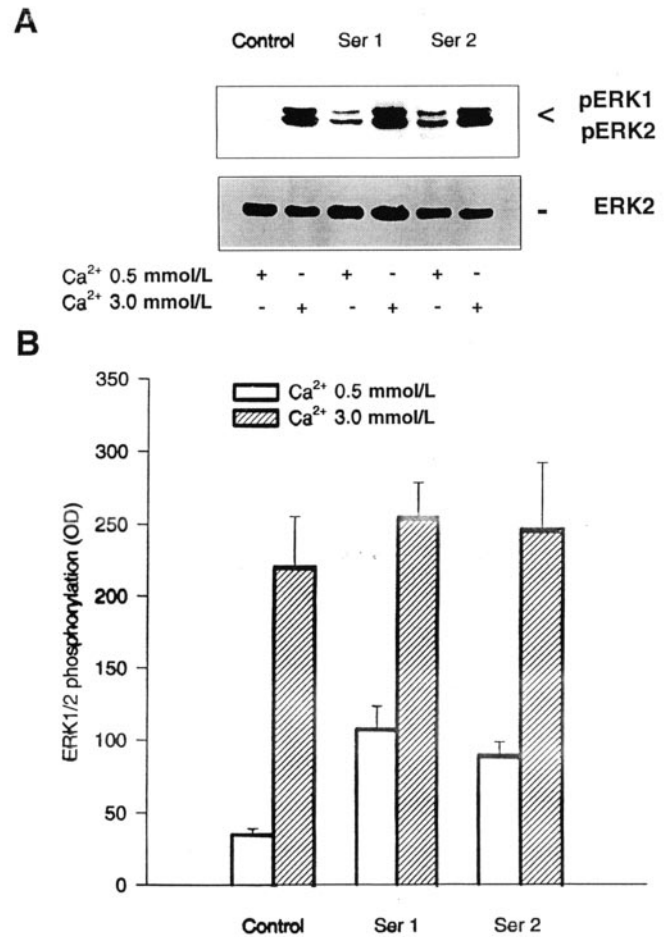 A
Control Ser 1 Ser 2
pERK1
<
pERK2
- ERK2
Ca²⁺ 0.5 mmol/L + - + - + -
Ca²⁺ 3.0 mmol/L - + - + - +
B
350
Ca²⁺ 0.5 mmol/L
Ca²⁺ 3.0 mmol/L
300
250
200
150
100
50
0
ERK1/2 phosphorylation (OD)
Control Ser 1 Ser 2